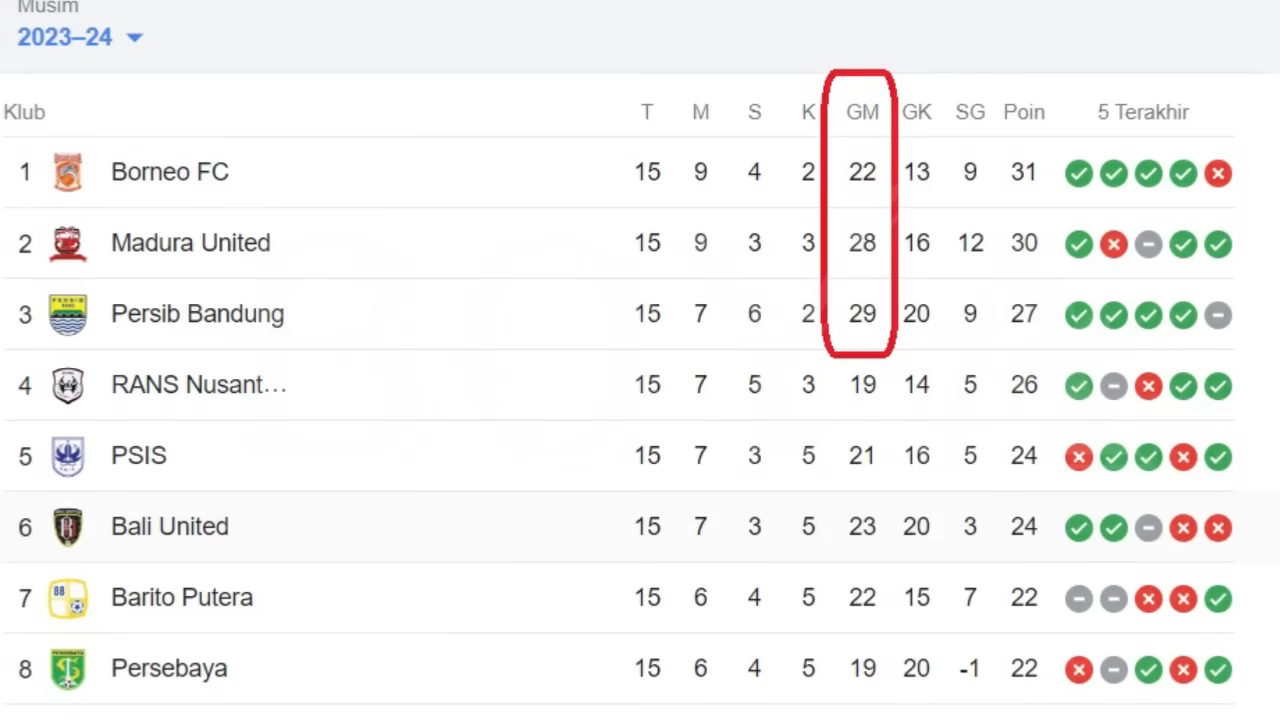 Musim
2023–24
Klub T M S K GM GK SG Poin 5 Terakhir
1 Borneo FC 15 9 4 2 22 13 9 31
2 Madura United 15 9 3 3 28 16 12 30
PERSIB
3 Persib Bandung 15 7 6 2 29 20 9 27
4 RANS Nusant... 15 7 5 3 19 14 5 26
5 PSIS 15 7 3 5 21 16 5 24
6 Bali United 15 7 3 5 23 20 3 24
88
7 Barito Putera 15 6 4 5 22 15 7 22
PERSEBAYA
8 Persebaya 15 6 4 5 19 20 -1 22